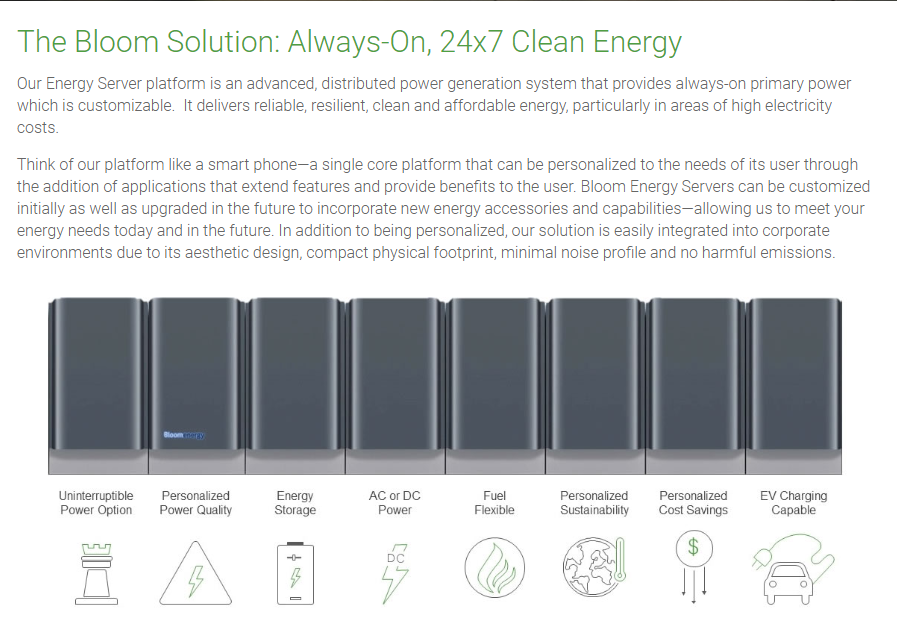 The Bloom Solution: Always-On, 24x7 Clean Energy
Our Energy Server platform is an advanced, distributed power generation system that provides always-on primary power
which is customizable.  It delivers reliable, resilient, clean and affordable energy, particularly in areas of high electricity
costs.
Think of our platform like a smart phone—a single core platform that can be personalized to the needs of its user through
the addition of applications that extend features and provide benefits to the user. Bloom Energy Servers can be customized
initially as well as upgraded in the future to incorporate new energy accessories and capabilities—allowing us to meet your
energy needs today and in the future. In addition to being personalized, our solution is easily integrated into corporate
environments due to its aesthetic design, compact physical footprint, minimal noise profile and no harmful emissions.
Bloomenergy
Uninterruptible
Power Option
Personalized
Power Quality
Energy
Storage
AC or DC
Power
Fuel
Flexible
Personalized
Sustainability
Personalized
Cost Savings
EV Charging
Capable
DC
$